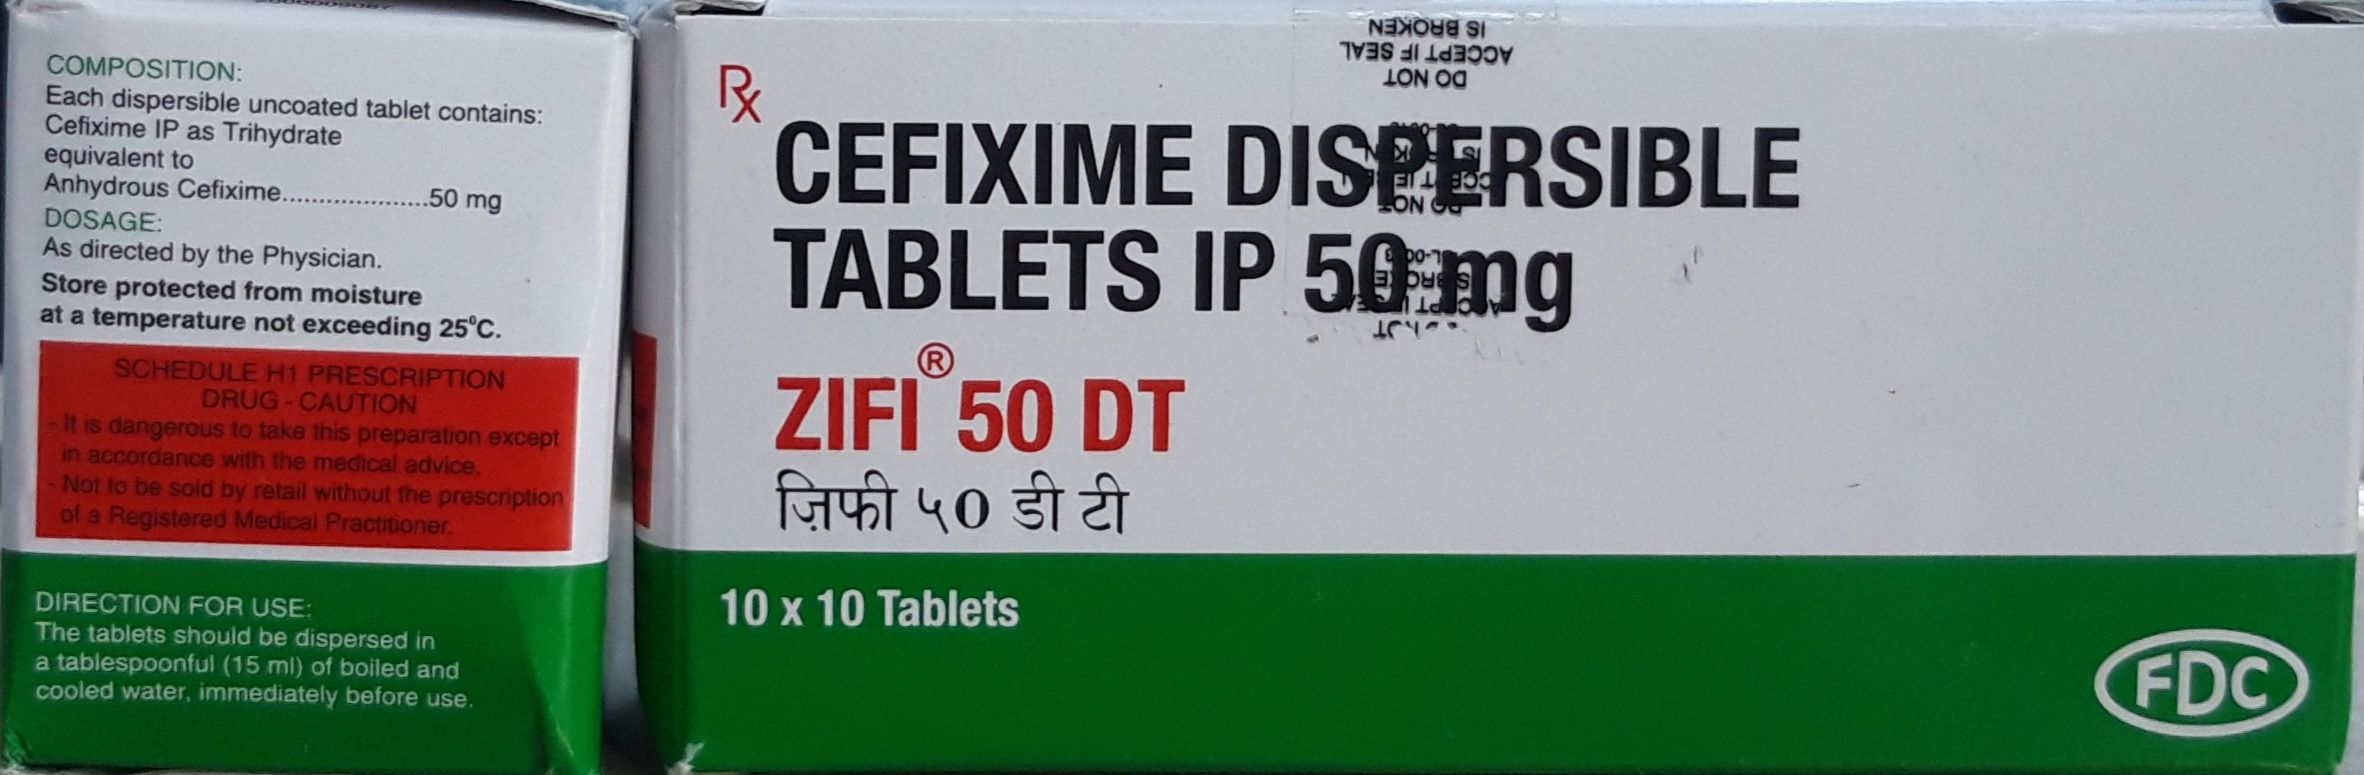 COMPOSITION:
Each dispersible uncoated tablet contains:
Cefixime IP as Trihydrate
equivalent to
Anhydrous Cefixime....................50 mg
DOSAGE:
As directed by the Physician.
Store protected from moisture
at a temperature not exceeding 25°C.
SCHEDULE H1 PRESCRIPTION
DRUG - CAUTION
- It is dangerous to take this preparation except
in accordance with the medical advice.
- Not to be sold by retail without the prescription
of a Registered Medical Practitioner.
DIRECTION FOR USE:
The tablets should be dispersed in
a tablespoonful (15 ml) of boiled and
cooled water, immediately before use.
DO NOT
ACCEPT IF SEAL
IS BROKEN
Rx
CEFIXIME DISPERSIBLE
TABLETS IP 50 mg
ZIFI® 50 DT
ज़िफी ५0 डी टी
10 x 10 Tablets
FDC